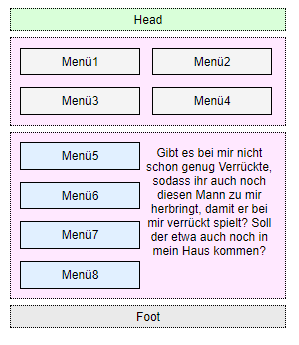 Head
Menü1
Menü2
Menü3
Menü4
Menü5
Menü6
Menü7
Menü8
Gibt es bei mir nicht
schon genug Verrückte,
sodass ihr auch noch
diesen Mann zu mir
herbringt, damit er bei
mir verrückt spielt? Soll
der etwa auch noch in
mein Haus kommen?
Foot